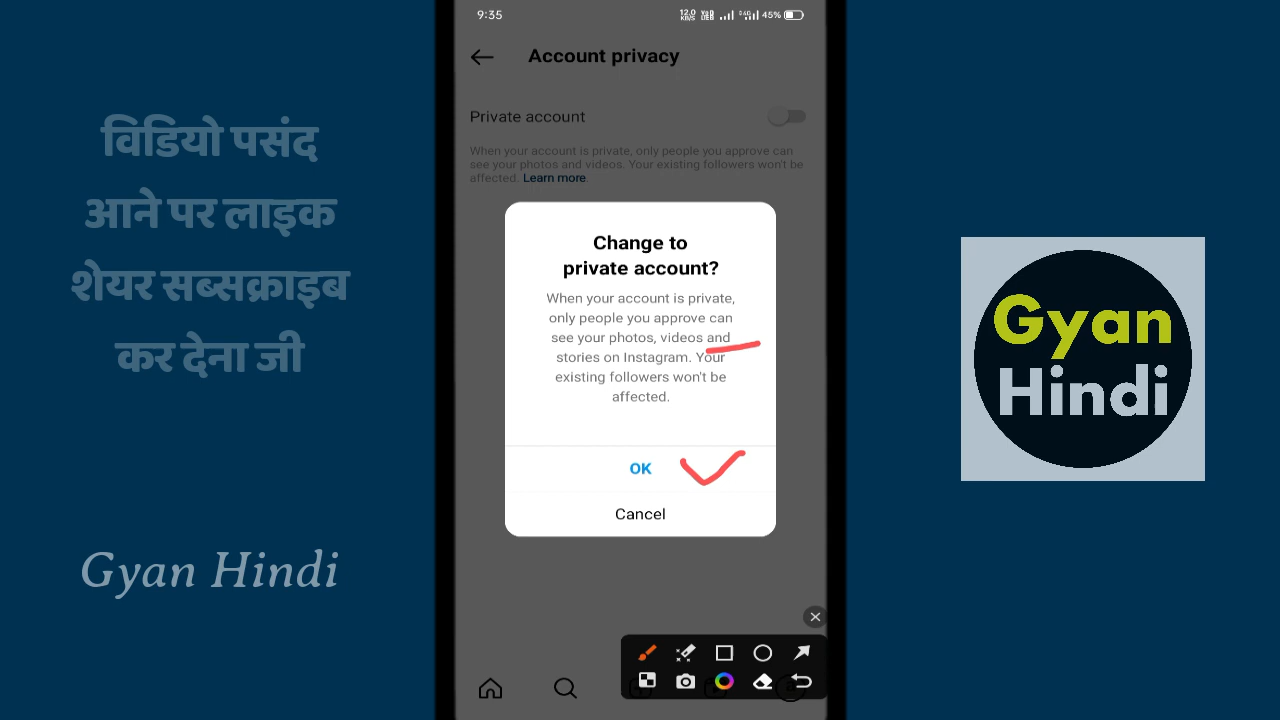 9:35
12.0 KB/S
45%
Account privacy
Private account
When your account is private, only people you approve can
see your photos and videos. Your existing followers won't be
affected. Learn more.
Change to
private account?
When your account is private,
only people you approve can
see your photos, videos and
stories on Instagram. Your
existing followers won't be
affected.
OK
Cancel
विडियो पसंद
आने पर लाइक
शेयर सब्सक्राइब
कर देना जी
Gyan Hindi
Gyan
Hindi